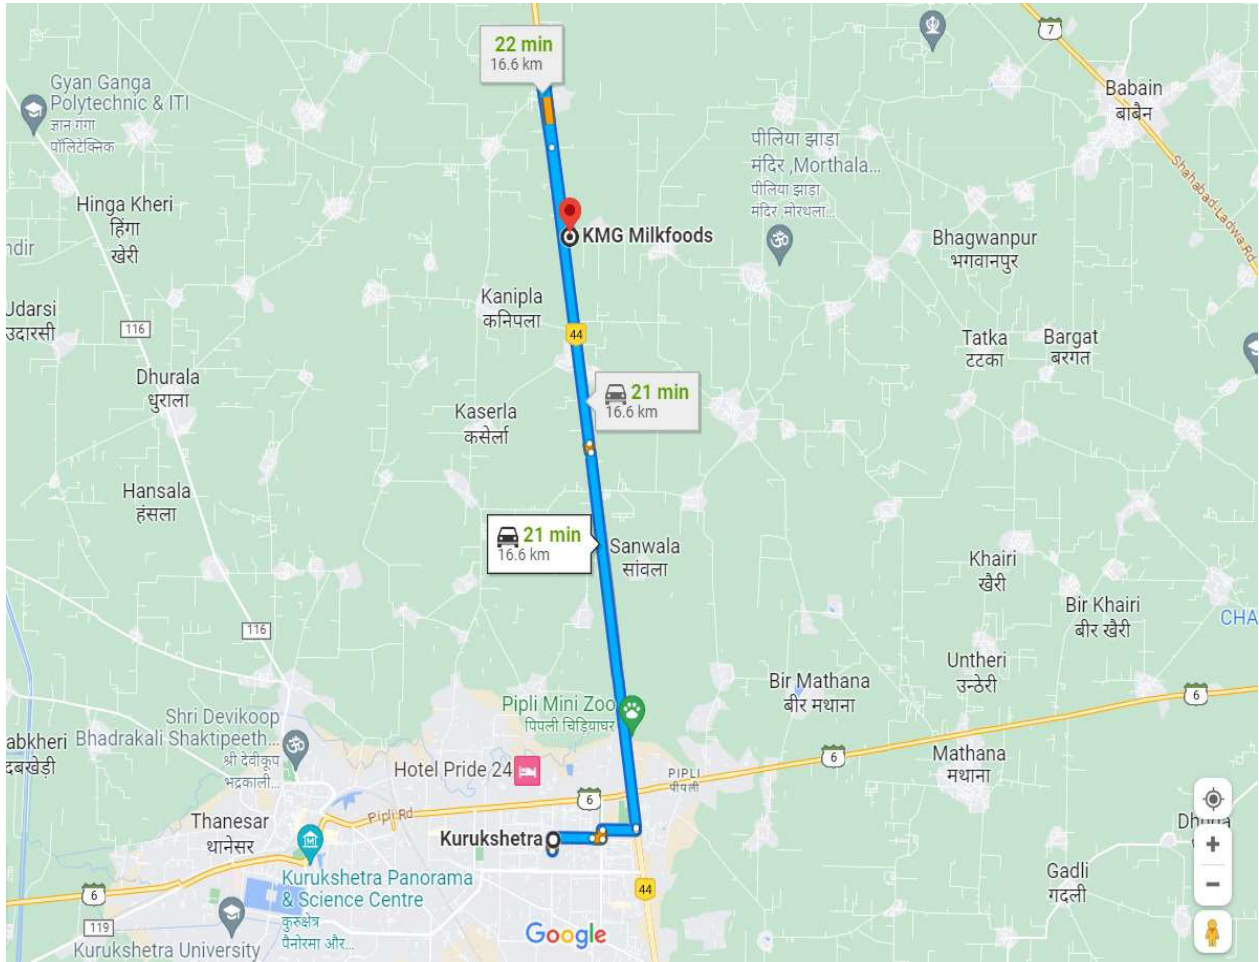 22 min
16.6 km
7
Babain
बाबैन
Gyan Ganga
Polytechnic & ITI
ज्ञान गंगा
पॉलिटेक्निक
पीलिया झाड़ा
मंदिर ,Morthala...
पीलिया झाड़ा
मंदिर ,मोरथला...
Shahabad-Ladwa Rd
Hinga Kheri
हिंगा
खेरी
ndir
KMG Milkfoods
Bhagwanpur
भगवानपुर
Kanipla
कनिपला
Udarsi
उदारसी
116
44
Tatka
टटका
Bargat
बरगत
Dhurala
धुराला
21 min
16.6 km
Kaserla
कसेर्ला
Hansala
हंसला
21 min
16.6 km
Sanwala
सांवला
Khairi
खैरी
Bir Khairi
बीर खैरी
CHA
116
Untheri
उन्ठेरी
Bir Mathana
बीर मथाना
6
Pipli Mini Zoo
पिपली चिड़ियाघर
Shri Devikoop
Bhadrakali Shaktipeeth...
श्री देवीकूप
भद्रकाली...
abkheri
दबखेड़ी
6
Mathana
मथाना
Hotel Pride 24
PIPLI
पीपली
6
Pipli Rd
Thanesar
थानेसर
Kurukshetra
Kurukshetra Panorama
& Science Centre
कुरुक्षेत्र
पैनोरमा और...
Gadli
गदली
6
44
119
Kurukshetra University
Google
+
−